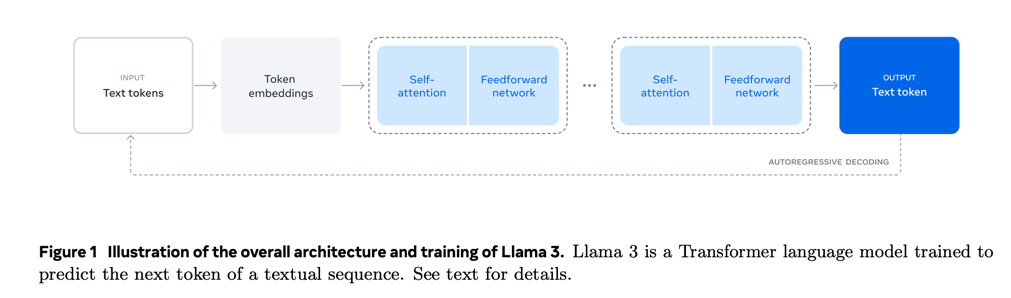 INPUT
Text tokens
Token
embeddings
Self-
attention
Feedforward
network
...
Self-
attention
Feedforward
network
OUTPUT
Text token
AUTOREGRESSIVE DECODING
Figure 1 Illustration of the overall architecture and training of Llama 3. Llama 3 is a Transformer language model trained to
predict the next token of a textual sequence. See text for details.